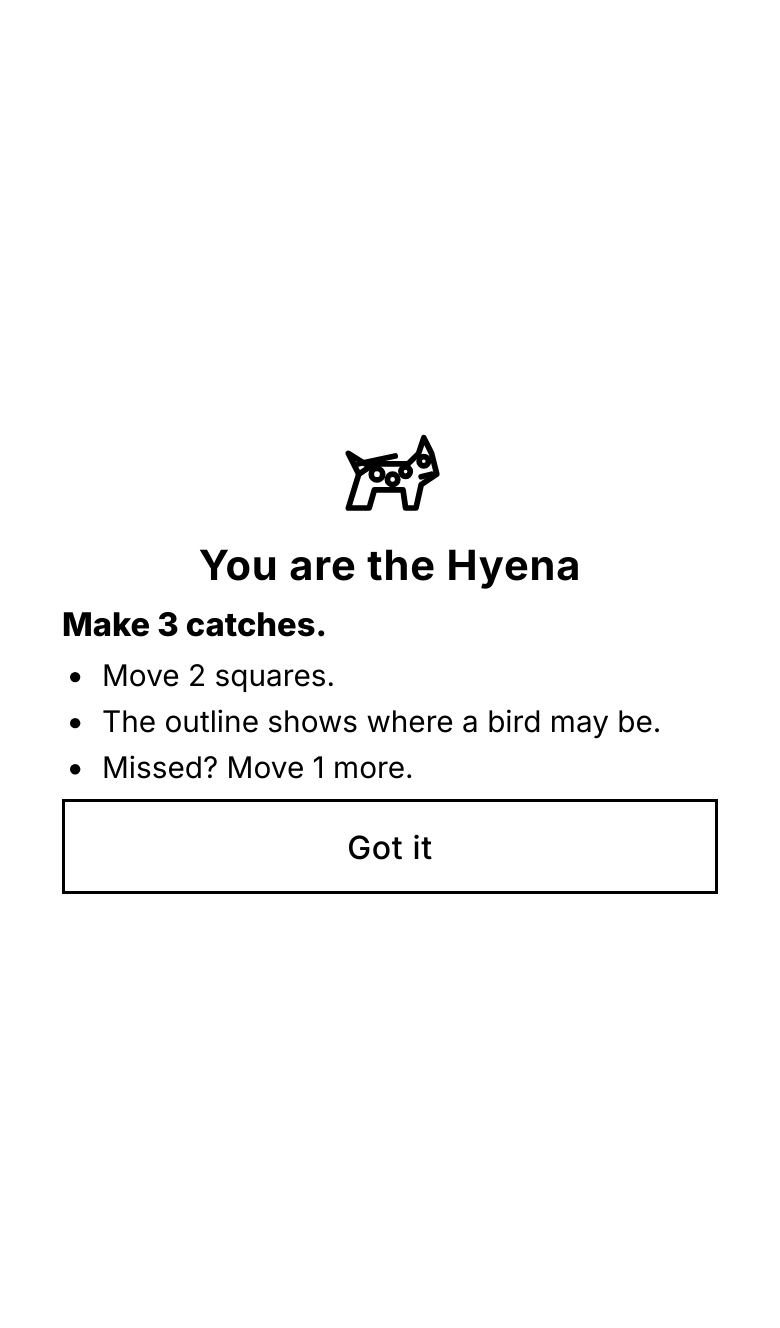 You are the Hyena
Make 3 catches.
• Move 2 squares.
• The outline shows where a bird may be.
• Missed? Move 1 more.
Got it